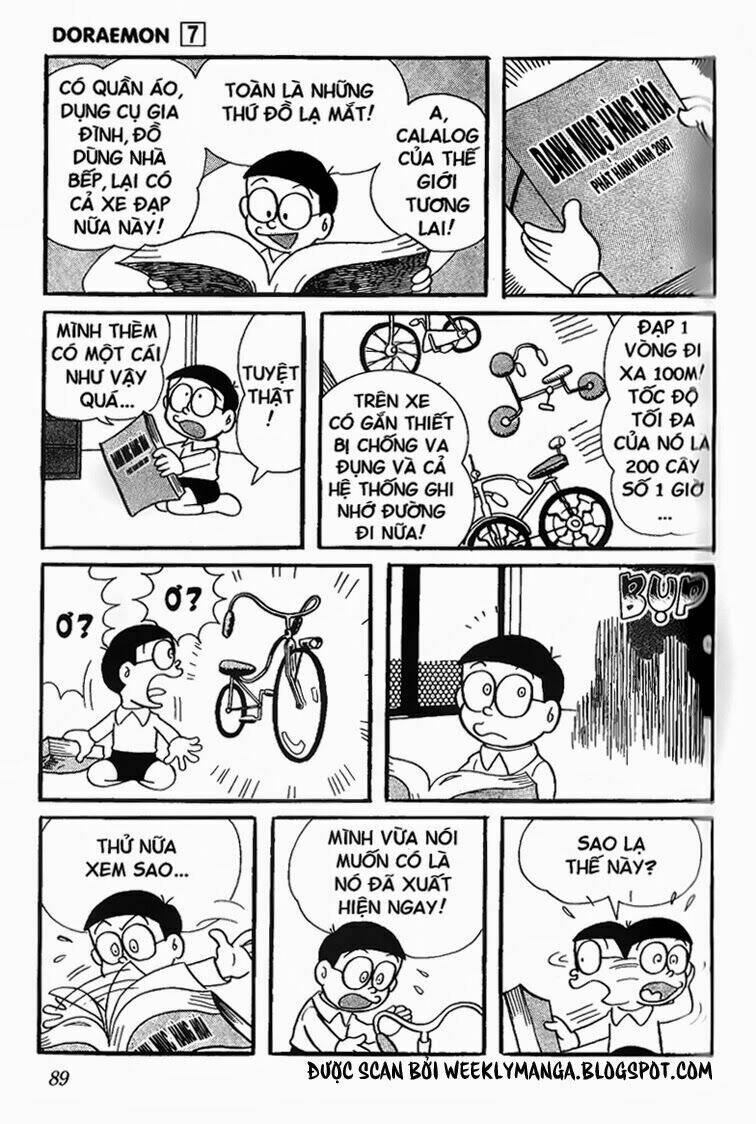 DORAEMON 7
DANH MỤC HÀNG HÓA
PHÁT HÀNH NĂM 2087
A,
CALALOG
CỦA THẾ
GIỚI
TƯƠNG
LAI!
TOÀN LÀ NHỮNG
THỨ ĐỒ LẠ MẮT!
CÓ QUẦN ÁO,
DỤNG CỤ GIA
ĐÌNH, ĐỒ
DÙNG NHÀ
BẾP, LẠI CÓ
CẢ XE ĐẠP
NỮA NÀY!
ĐẠP 1
VÒNG ĐI
XA 100M!
TỐC ĐỘ
TỐI ĐA
CỦA NÓ LÀ
200 CÂY
SỐ 1 GIỜ
...
TRÊN XE
CÓ GẮN THIẾT
BỊ CHỐNG VA
ĐỤNG VÀ CẢ
HỆ THỐNG GHI
NHỚ ĐƯỜNG
ĐI NỮA!
TUYỆT
THẬT
!
MÌNH THÈM
CÓ MỘT CÁI
NHƯ VẬY
QUÁ...
BỤP
Ơ?
Ơ?
SAO LẠ
THẾ NÀY?
MÌNH VỪA NÓI
MUỐN CÓ LÀ
NÓ ĐÃ XUẤT
HIỆN NGAY!
THỬ NỮA
XEM SAO...
MỤC HÀNG HÓA
89
ĐƯỢC SCAN BỞI WEEKLYMANGA.BLOGSPOT.COM